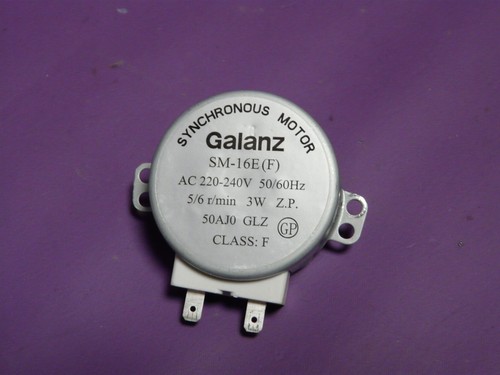 SYNCHRONOUS MOTOR
Galanz
SM-16E(F)
AC 220-240V 50/60Hz
5/6 r/min 3W Z.P.
50AJ0 GLZ GP
CLASS: F